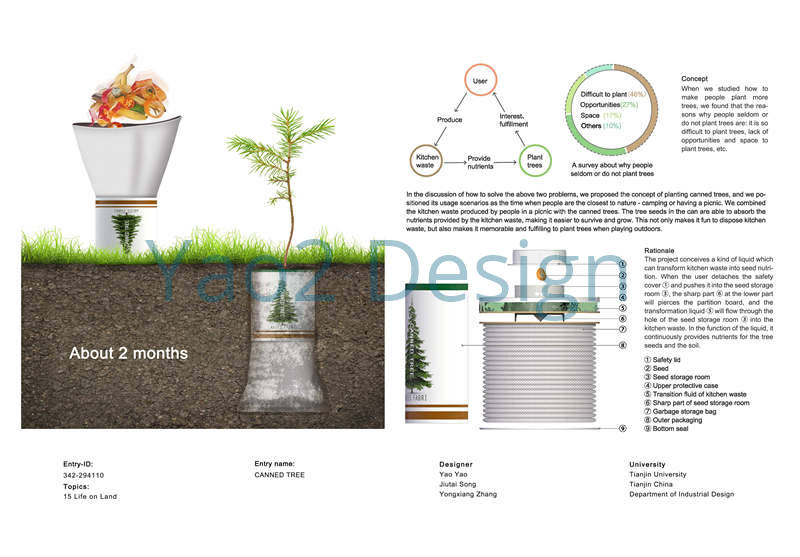 User
Produce
Interest,
fulfillment
Kitchen
waste
Provide
nutrients
Plant
trees
Difficult to plant (46%)
Opportunities(27%)
Space (17%)
Others (10%)
A survey about why people
seldom or do not plant trees
Concept
When we studied how to
make people plant more
trees, we found that the rea-
sons why people seldom or
do not plant trees are: it is so
difficult to plant trees, lack of
opportunities and space to
plant trees, etc.
In the discussion of how to solve the above two problems, we proposed the concept of planting canned trees, and we po-
sitioned its usage scenarios as the time when people are the closest to nature - camping or having a picnic. We combined
the kitchen waste produced by people in a picnic with the canned trees. The tree seeds in the can are able to absorb the
nutrients provided by the kitchen waste, making it easier to survive and grow. This not only makes it fun to dispose kitchen
waste, but also makes it memorable and fulfilling to plant trees when playing outdoors.
Yao2 Design
About 2 months
CANNED TREE
①
②
③
④
⑤
⑥
⑦
⑧
⑨
Rationale
The project conceives a kind of liquid which
can transform kitchen waste into seed nutri-
tion. When the user detaches the safety
cover ① and pushes it into the seed storage
room ③, the sharp part ⑥ at the lower part
will pierces the partition board, and the
transformation liquid ⑤ will flow through the
hole of the seed storage room ③ into the
kitchen waste. In the function of the liquid, it
continuously provides nutrients for the tree
seeds and the soil.
① Safety lid
② Seed
③ Seed storage room
④ Upper protective case
⑤ Transition fluid of kitchen waste
⑥ Sharp part of seed storage room
⑦ Garbage storage bag
⑧ Outer packaging
⑨ Bottom seal
Entry-ID:
342-294110
Topics:
15 Life on Land
Entry name:
CANNED TREE
Designer
Yao Yao
Jiutai Song
Yongxiang Zhang
University
Tianjin University
Tianjin China
Department of Industrial Design